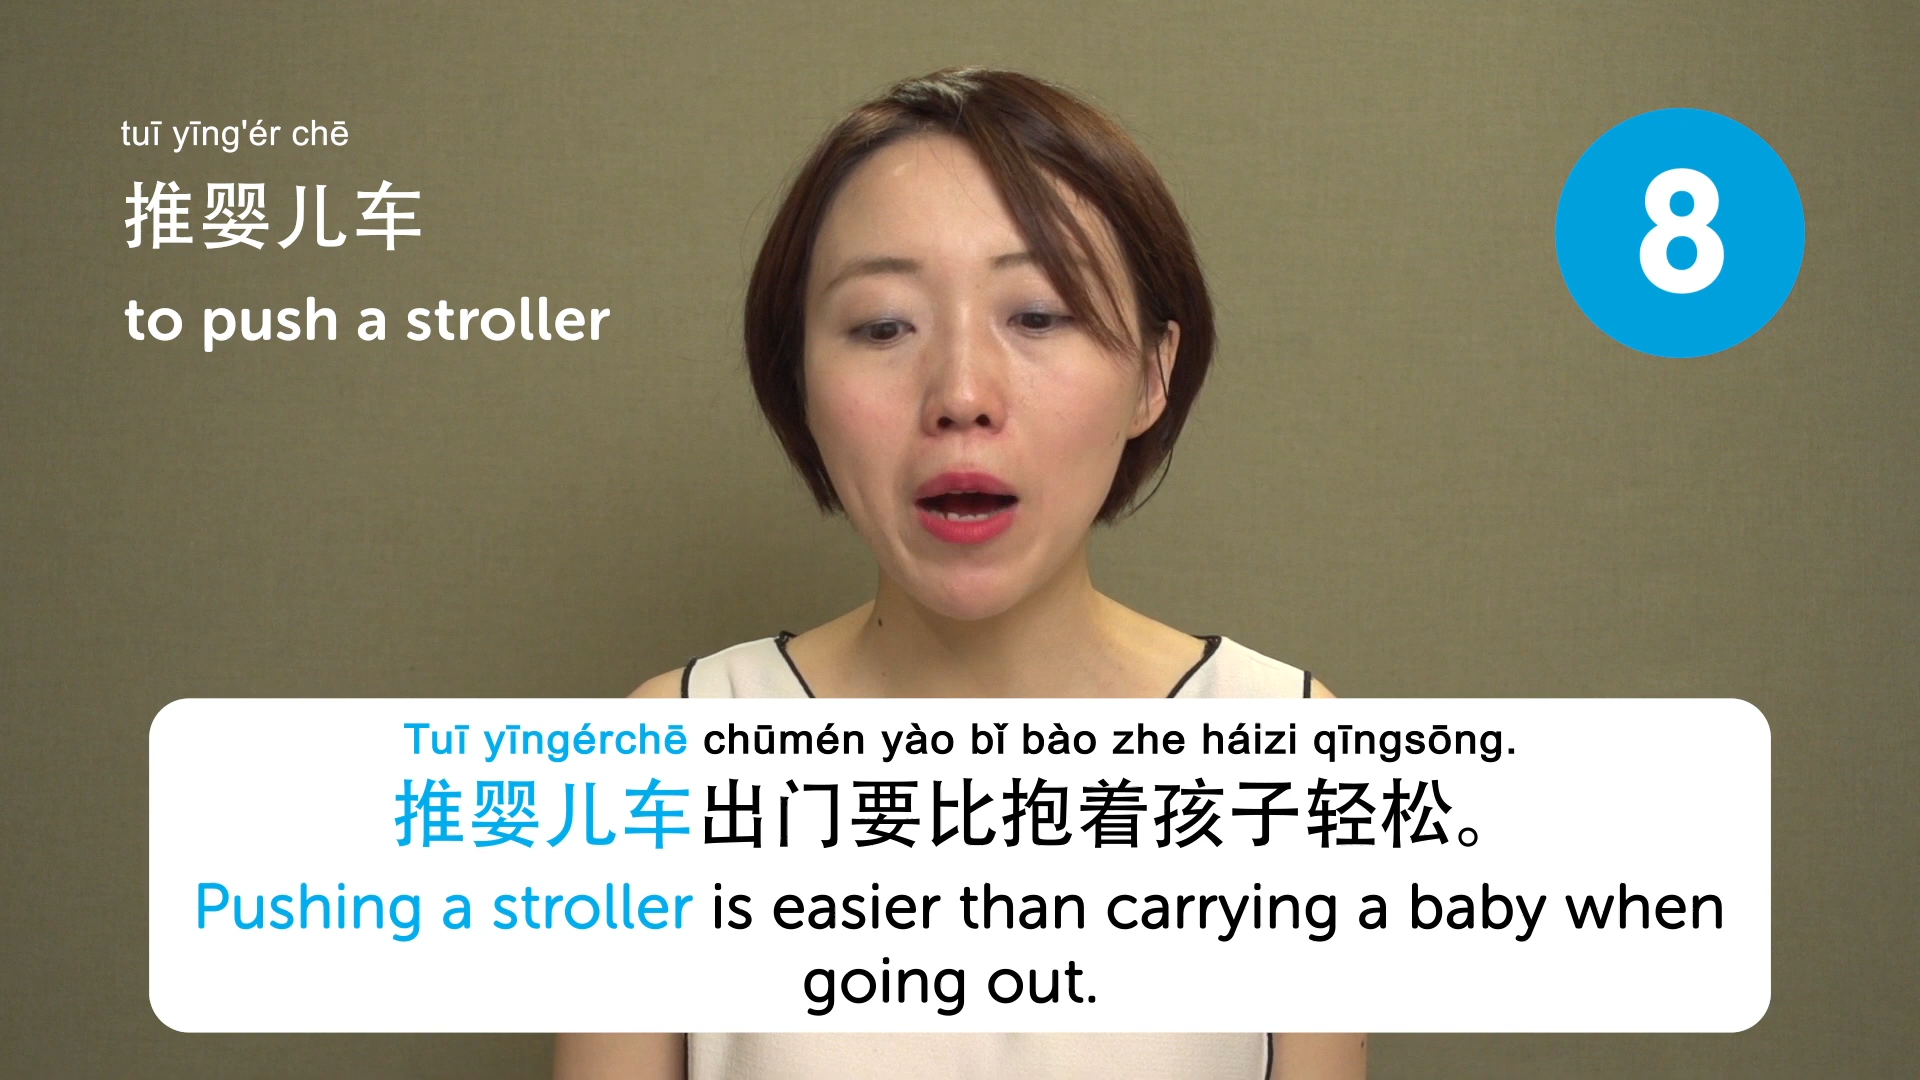 tuī yīng'ér chē
推婴儿车
to push a stroller
8
Tuī yīngérchē chūmén yào bǐ bào zhe háizi qīngsōng.
推婴儿车出门要比抱着孩子轻松。
Pushing a stroller is easier than carrying a baby when
going out.